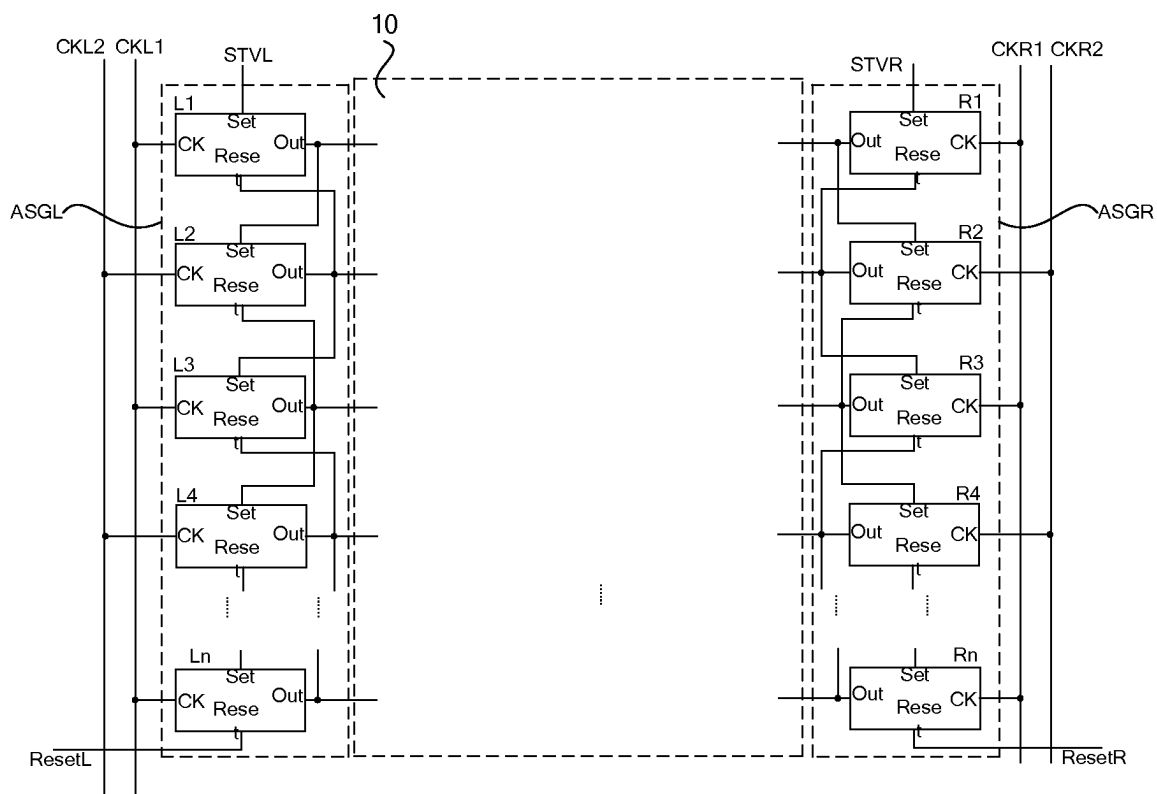 10
CKL2 CKL1 STVL STVR CKR1 CKR2
L1 R1
Set Set
CK Out Out CK
Rese Rese
t t
ASGL ASGR
L2 R2
Set Set
CK Out Out CK
Rese Rese
t t
L3 R3
Set Set
CK Out Out CK
Rese Rese
t t
L4 R4
Set Set
CK Out Out CK
Rese Rese
t t
Ln Rn
Set Set
CK Out Out CK
Rese Rese
t t
ResetL ResetR